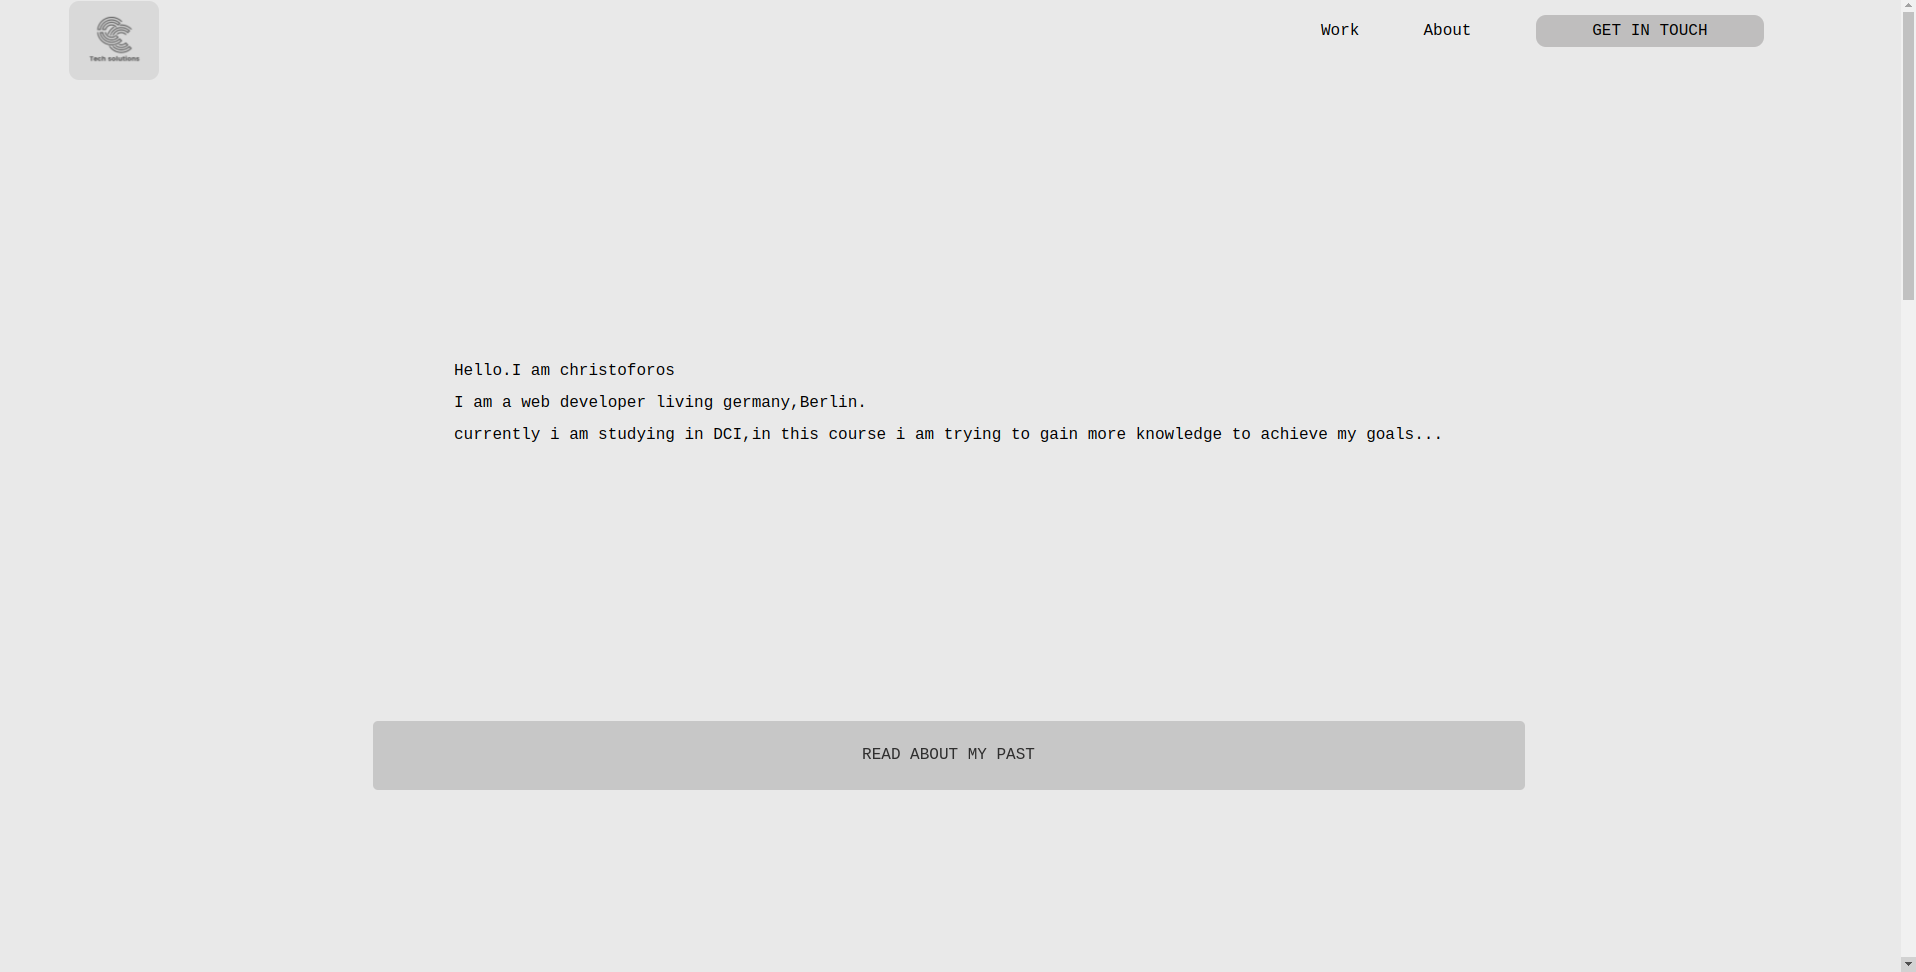 Tech solutions
Work
About
GET IN TOUCH
Hello.I am christoforos
I am a web developer living germany,Berlin.
currently i am studying in DCI,in this course i am trying to gain more knowledge to achieve my goals...
READ ABOUT MY PAST